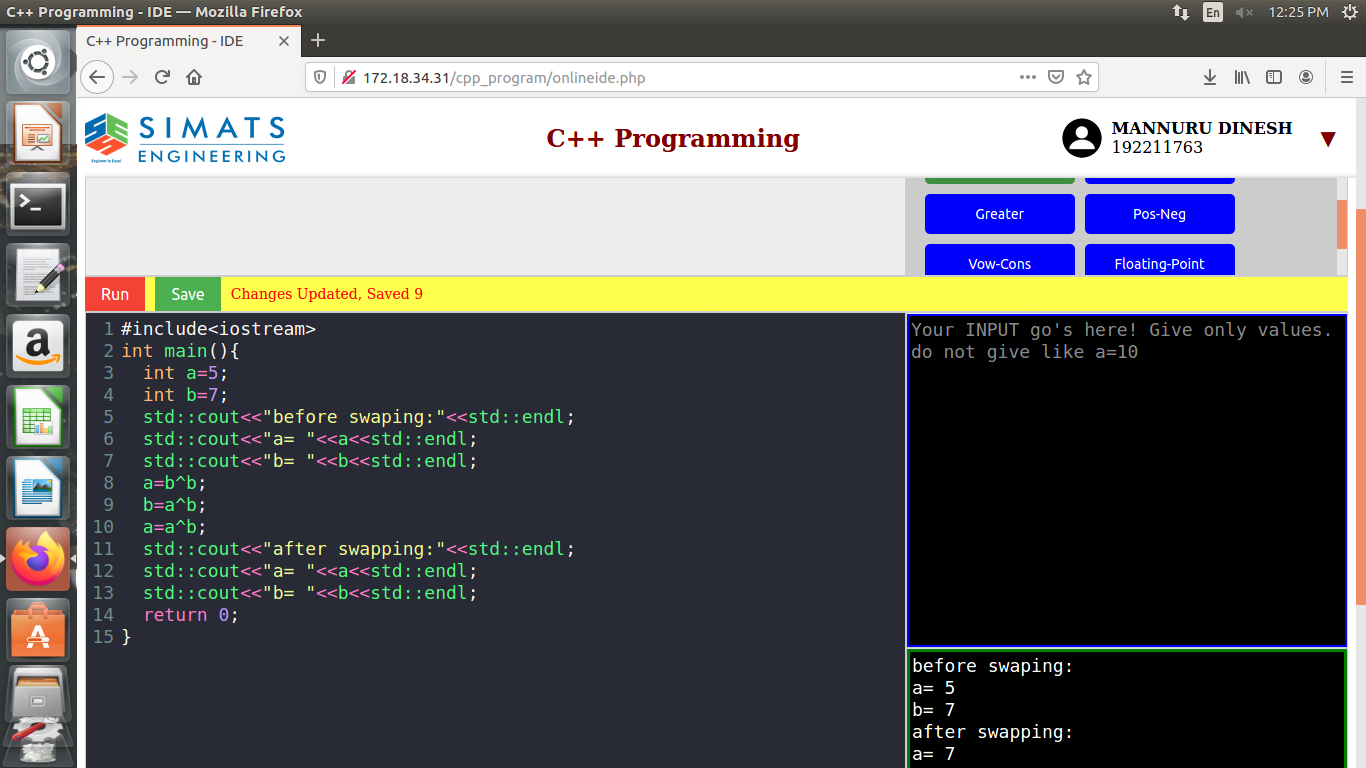 C++ Programming - IDE — Mozilla Firefox
En
12:25 PM
C++ Programming - IDE
172.18.34.31/cpp_program/onlineide.php
SIMATS
ENGINEERING
Engineer to Excel
C++ Programming
MANNURU DINESH
192211763
Greater
Pos-Neg
Vow-Cons
Floating-Point
Run
Save
Changes Updated, Saved 9
1 #include<iostream>
2 int main(){
3 int a=5;
4 int b=7;
5 std::cout<<"before swaping:"<<std::endl;
6 std::cout<<"a= "<<a<<std::endl;
7 std::cout<<"b= "<<b<<std::endl;
8 a=b^b;
9 b=a^b;
10 a=a^b;
11 std::cout<<"after swapping:"<<std::endl;
12 std::cout<<"a= "<<a<<std::endl;
13 std::cout<<"b= "<<b<<std::endl;
14 return 0;
15 }
Your INPUT go's here! Give only values.
do not give like a=10
before swaping:
a= 5
b= 7
after swapping:
a= 7